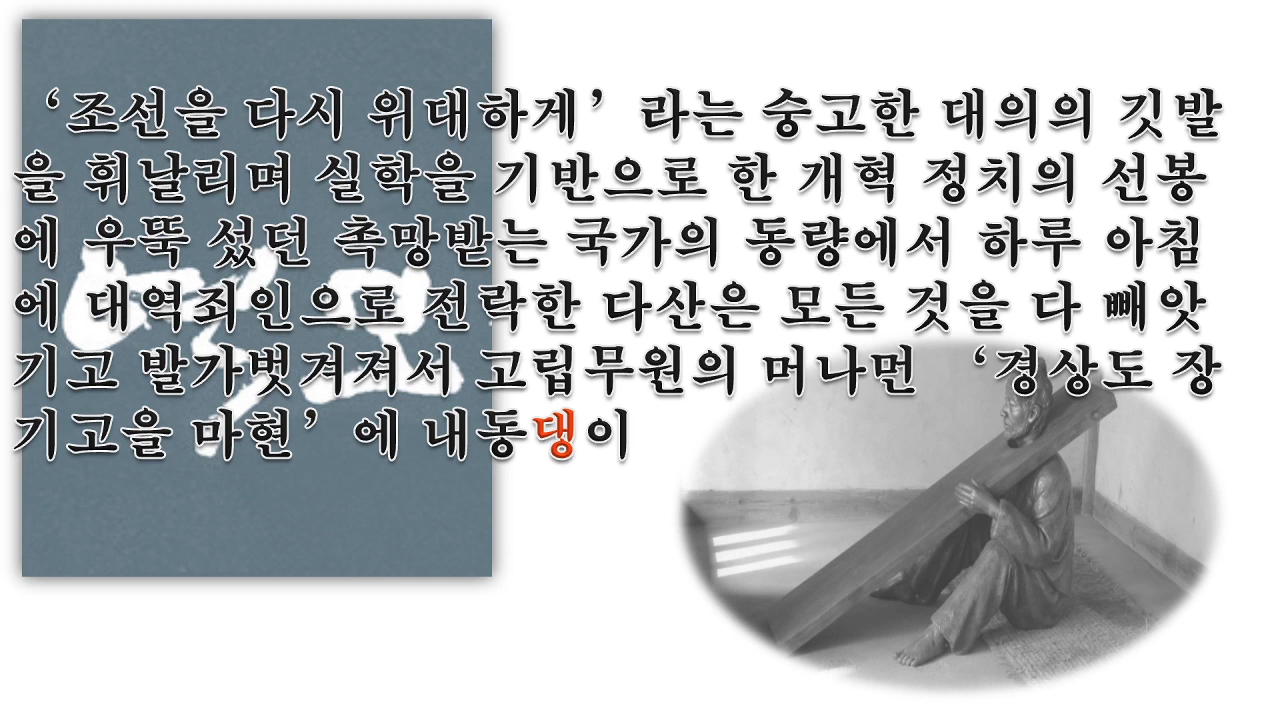 ‘조선을 다시 위대하게’라는 숭고한 대의의 깃발
을 휘날리며 실학을 기반으로 한 개혁 정치의 선봉
에 우뚝 섰던 촉망받는 국가의 동량에서 하루 아침
에 대역죄인으로 전락한 다산은 모든 것을 다 빼앗
기고 발가벗겨져서 고립무원의 머나먼 ‘경상도 장
기고을 마현’에 내동댕이